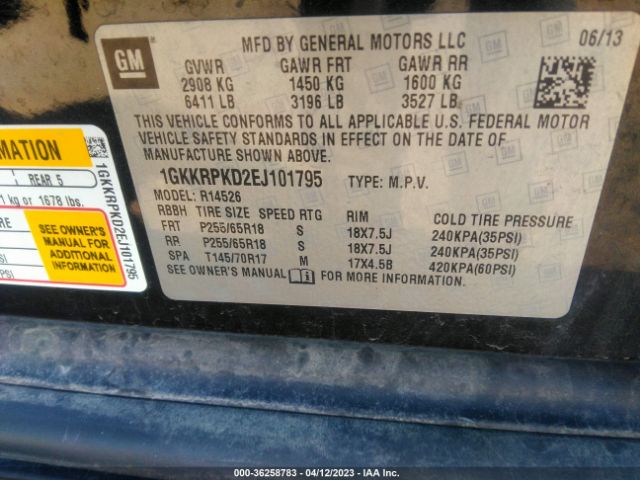 GM
MFD BY GENERAL MOTORS LLC 06/13
GVWR GAWR FRT GAWR RR
2908 KG 1450 KG 1600 KG
6411 LB 3196 LB 3527 LB
THIS VEHICLE CONFORMS TO ALL APPLICABLE U.S. FEDERAL MOTOR
VEHICLE SAFETY STANDARDS IN EFFECT ON THE DATE OF
MANUFACTURE SHOWN ABOVE.
1GKKRPKD2EJ101795 TYPE: M.P.V.
MODEL: R14526
RBBH TIRE SIZE SPEED RTG RIM COLD TIRE PRESSURE
FRT P255/65R18 S 18X7.5J 240KPA(35PSI)
RR P255/65R18 S 18X7.5J 240KPA(35PSI)
SPA T145/70R17 M 17X4.5B 420KPA(60PSI)
SEE OWNER'S MANUAL FOR MORE INFORMATION.
REAR 5
kg or 1678 lbs.
SEE OWNER'S
MANUAL FOR
ADDITIONAL
INFORMATION
1GKKRPKD2EJ101795
000-36258783 - 04/12/2023 - IAA Inc.